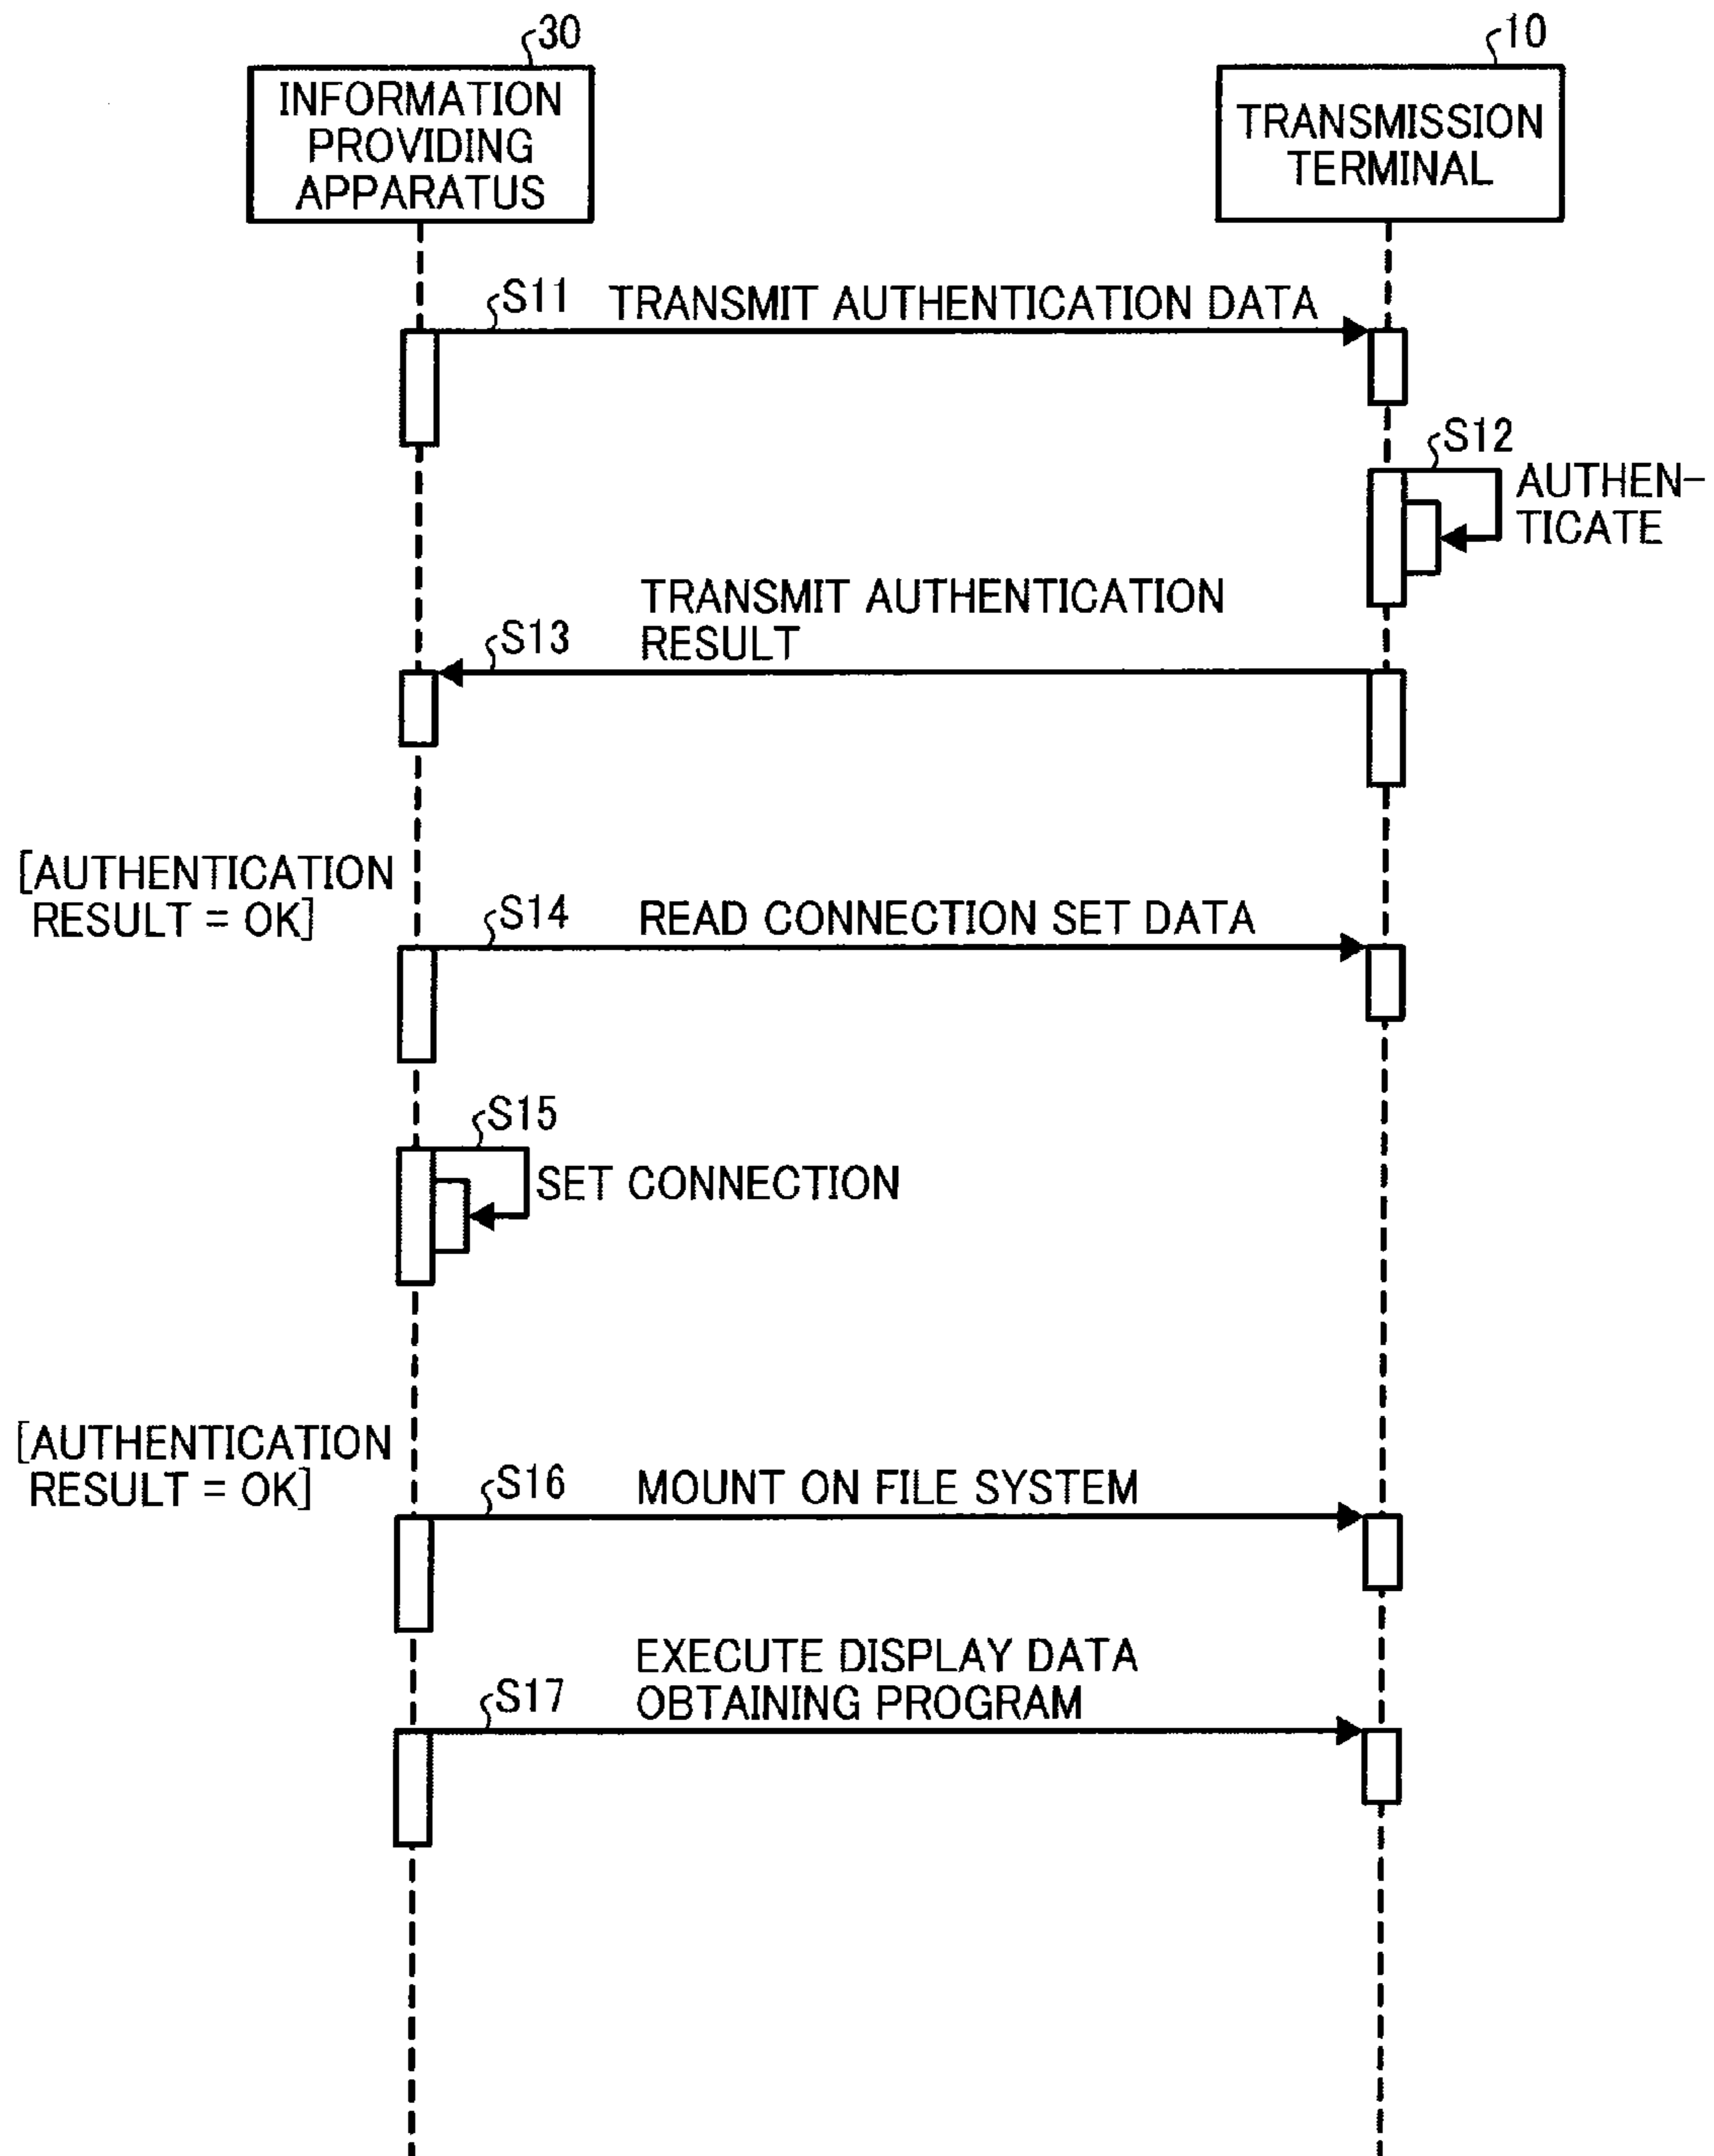 30
10
INFORMATION
PROVIDING
APPARATUS
TRANSMISSION
TERMINAL
S11
TRANSMIT AUTHENTICATION DATA
S12
AUTHEN-
TICATE
TRANSMIT AUTHENTICATION
RESULT
S13
[AUTHENTICATION
RESULT = OK]
S14
READ CONNECTION SET DATA
S15
SET CONNECTION
[AUTHENTICATION
RESULT = OK]
S16
MOUNT ON FILE SYSTEM
EXECUTE DISPLAY DATA
OBTAINING PROGRAM
S17